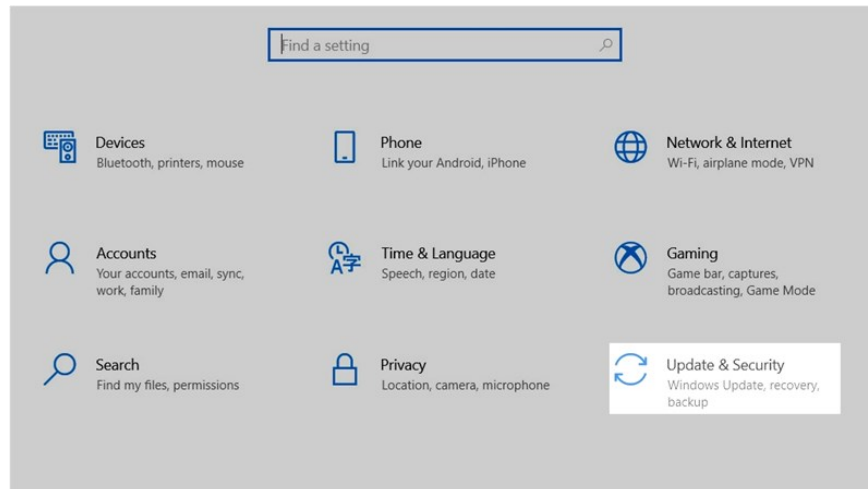 Find a setting
Devices
Bluetooth, printers, mouse
Phone
Link your Android, iPhone
Network & Internet
Wi-Fi, airplane mode, VPN
Accounts
Your accounts, email, sync,
work, family
A字
Time & Language
Speech, region, date
Gaming
Game bar, captures,
broadcasting, Game Mode
Search
Find my files, permissions
Privacy
Location, camera, microphone
Update & Security
Windows Update, recovery,
backup